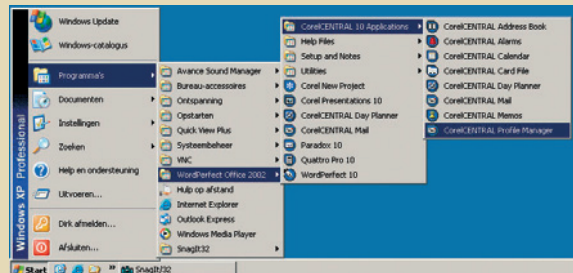 Windows Update
Windows-catalogus
Programma's
Documenten
Instellingen
Zoeken
Help en ondersteuning
Uitvoeren...
Dirk afmelden...
Afsluiten...
Windows XP Professional
Avance Sound Manager
Bureau-accessoires
Ontspanning
Opstarten
Quick View Plus
Systeembeheer
VNC
WordPerfect Office 2002
Hulp op afstand
Internet Explorer
Outlook Express
Windows Media Player
SnagIt32
CorelCENTRAL 10 Applications
Help Files
Setup and Notes
Utilities
Corel New Project
Corel Presentations 10
CorelCENTRAL Day Planner
CorelCENTRAL Mail
Paradox 10
Quattro Pro 10
WordPerfect 10
CorelCENTRAL Address Book
CorelCENTRAL Alarms
CorelCENTRAL Calendar
CorelCENTRAL Card File
CorelCENTRAL Day Planner
CorelCENTRAL Mail
CorelCENTRAL Memos
CorelCENTRAL Profile Manager
Start
»
SnagIt/32